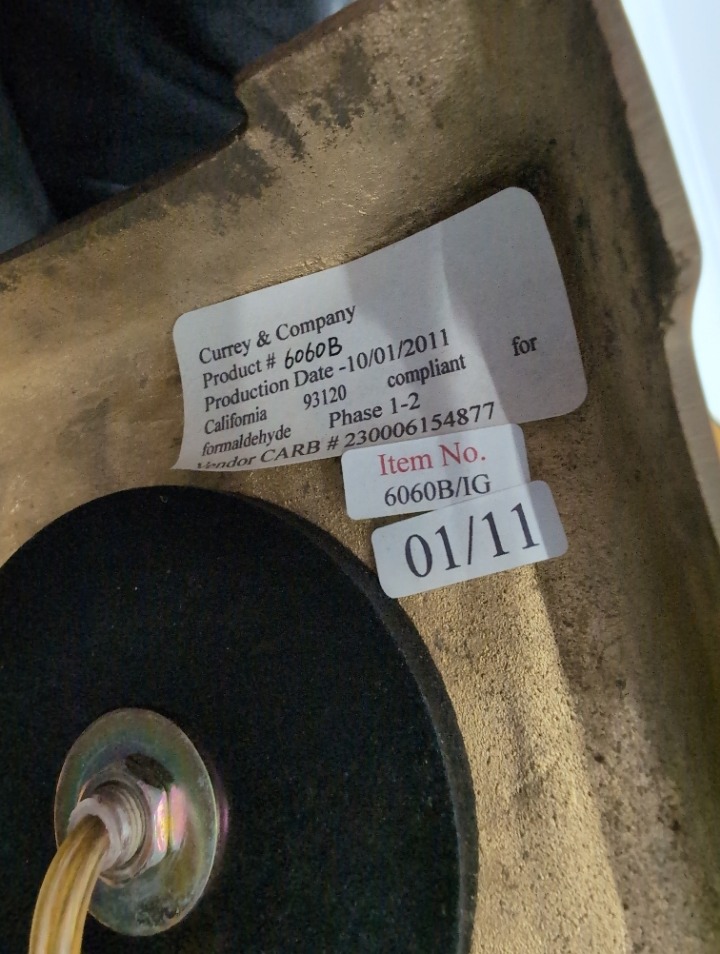 Currey & Company
Product # 6060B
Production Date -10/01/2011
California 93120 compliant for
formaldehyde Phase 1-2
Vendor CARB # 230006154877
Item No.
6060B/IG
01/11